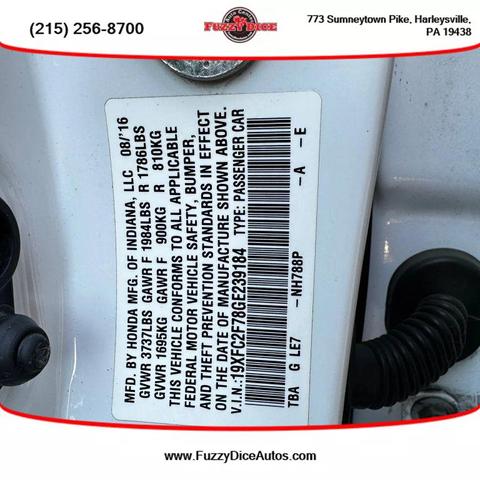 (215) 256-8700
FUZZY DICE
773 Sumneytown Pike, Harleysville,
PA 19438
MFD. BY HONDA MFG. OF INDIANA, LLC 08/'16
GVWR 3737LBS GAWR F 1984LBS R 1786LBS
GVWR 1695KG GAWR F 900KG R 810KG
THIS VEHICLE CONFORMS TO ALL APPLICABLE
FEDERAL MOTOR VEHICLE SAFETY, BUMPER,
AND THEFT PREVENTION STANDARDS IN EFFECT
ON THE DATE OF MANUFACTURE SHOWN ABOVE.
V.I.N.:19XFC2F78GE239184 TYPE: PASSENGER CAR
-NH788P -A -E
TBA G LE7
www.FuzzyDiceAutos.com